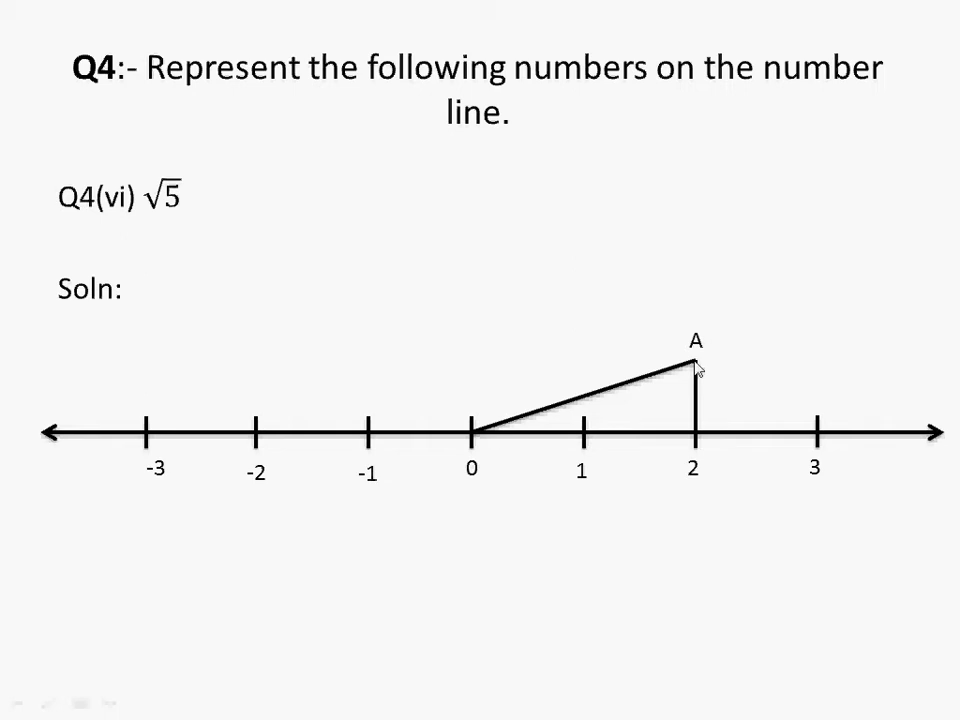 Q4:- Represent the following numbers on the number
line.
Q4(vi) √5
Soln:
A
-3 -2 -1 0 1 2 3